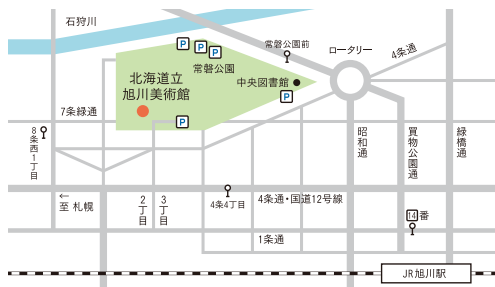 石狩川
P
P
P
常磐公園前
ロータリー
4条通
常磐公園
北海道立
旭川美術館
中央図書館
P
7条緑通
P
8条西1丁目
昭和通
買物公園通
緑橋通
←
至 札幌
2丁目
3丁目
4条4丁目
4条通・国道12号線
14番
1条通
JR旭川駅